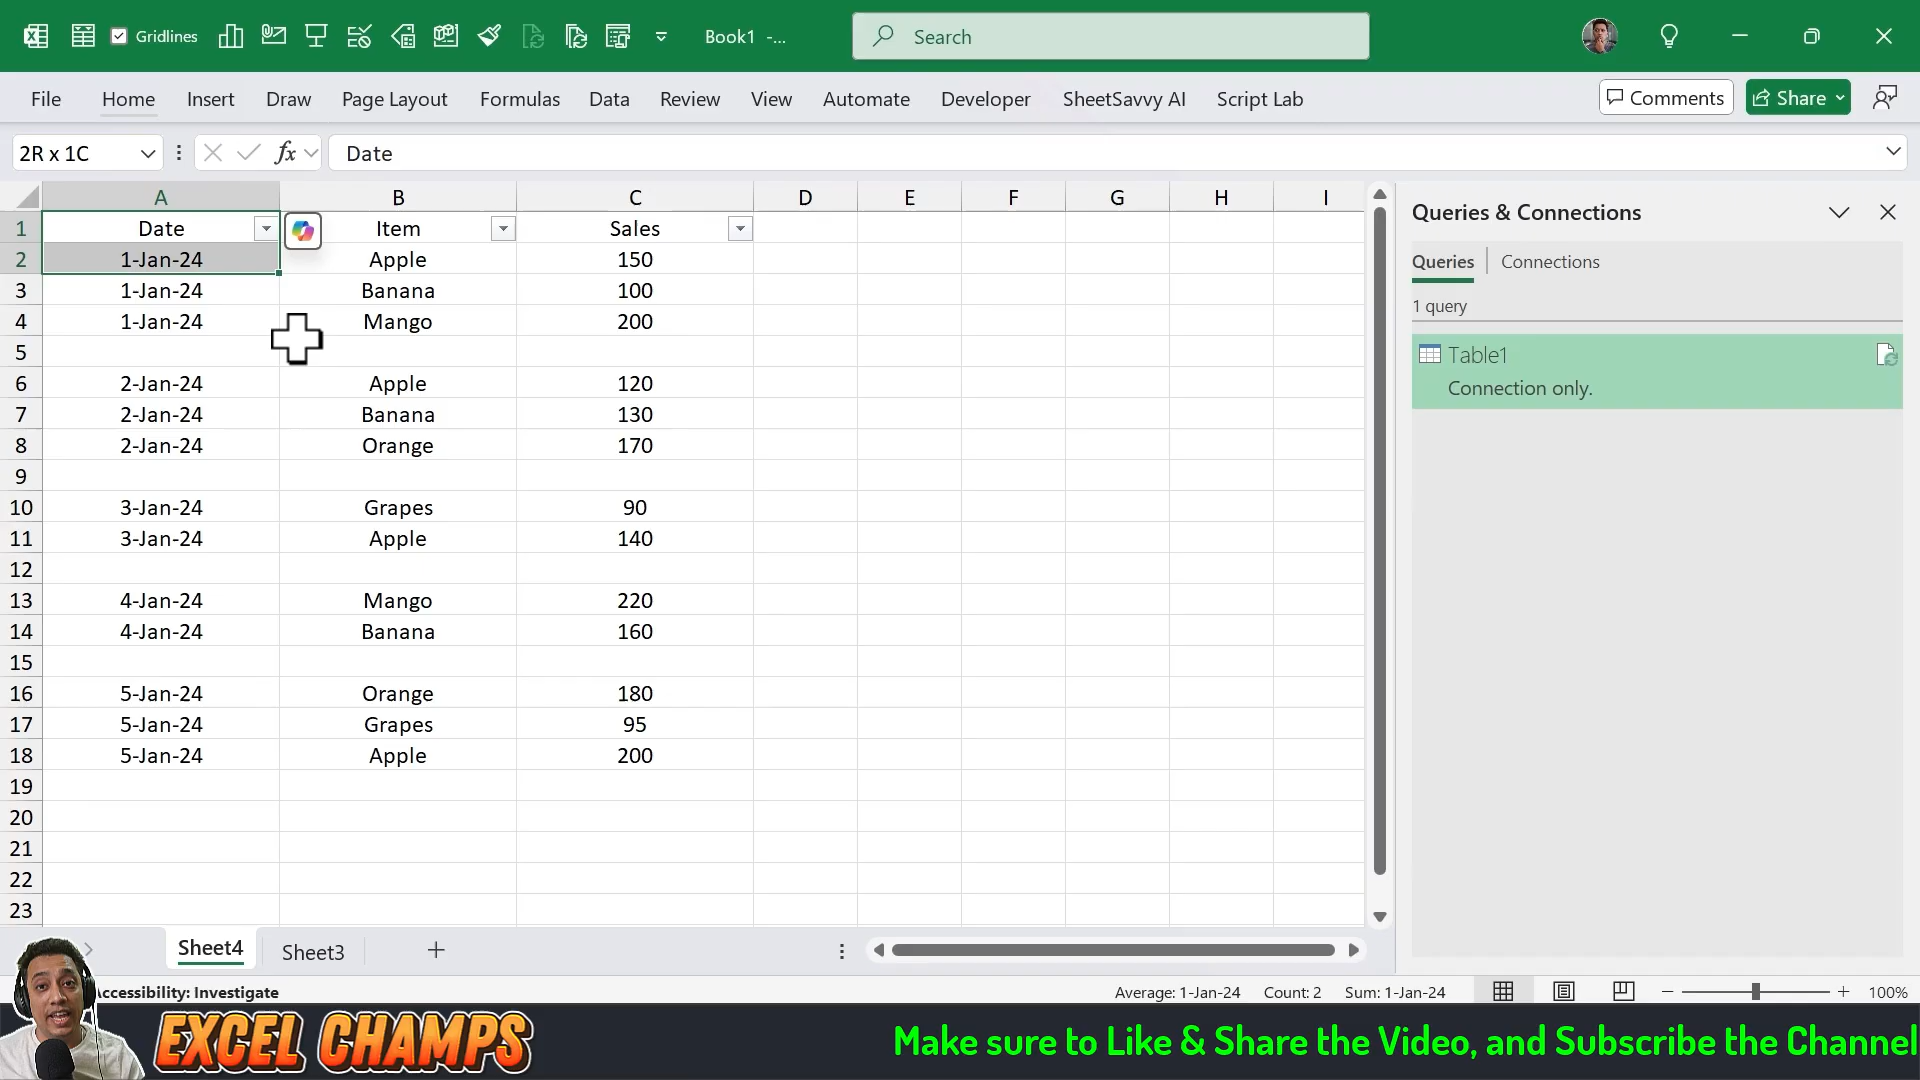 Gridlines Book1 -... Search
File Home Insert Draw Page Layout Formulas Data Review View Automate Developer SheetSavvy AI Script Lab Comments Share
2R x 1C fx Date
A B C D E F G H I
1 Date Item Sales
2 1-Jan-24 Apple 150
3 1-Jan-24 Banana 100
4 1-Jan-24 Mango 200
5
6 2-Jan-24 Apple 120
7 2-Jan-24 Banana 130
8 2-Jan-24 Orange 170
9
10 3-Jan-24 Grapes 90
11 3-Jan-24 Apple 140
12
13 4-Jan-24 Mango 220
14 4-Jan-24 Banana 160
15
16 5-Jan-24 Orange 180
17 5-Jan-24 Grapes 95
18 5-Jan-24 Apple 200
19
20
21
22
23
Queries & Connections
Queries Connections
1 query
Table1
Connection only.
Sheet4 Sheet3
Accessibility: Investigate Average: 1-Jan-24 Count: 2 Sum: 1-Jan-24 100%
EXCEL CHAMPS Make sure to Like & Share the Video, and Subscribe the Channel